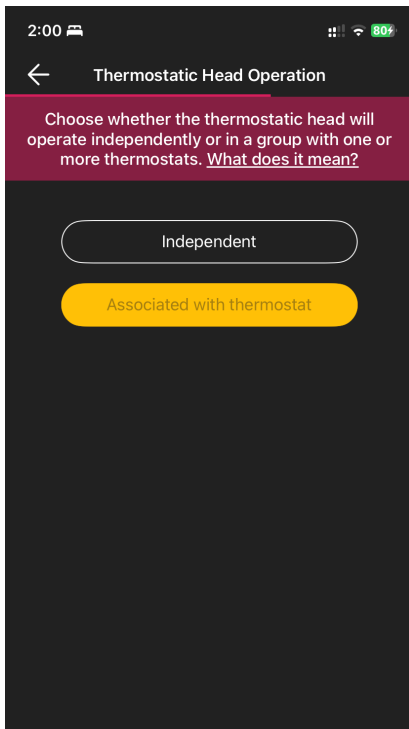 2:00
80
Thermostatic Head Operation
Choose whether the thermostatic head will
operate independently or in a group with one or
more thermostats. What does it mean?
Independent
Associated with thermostat